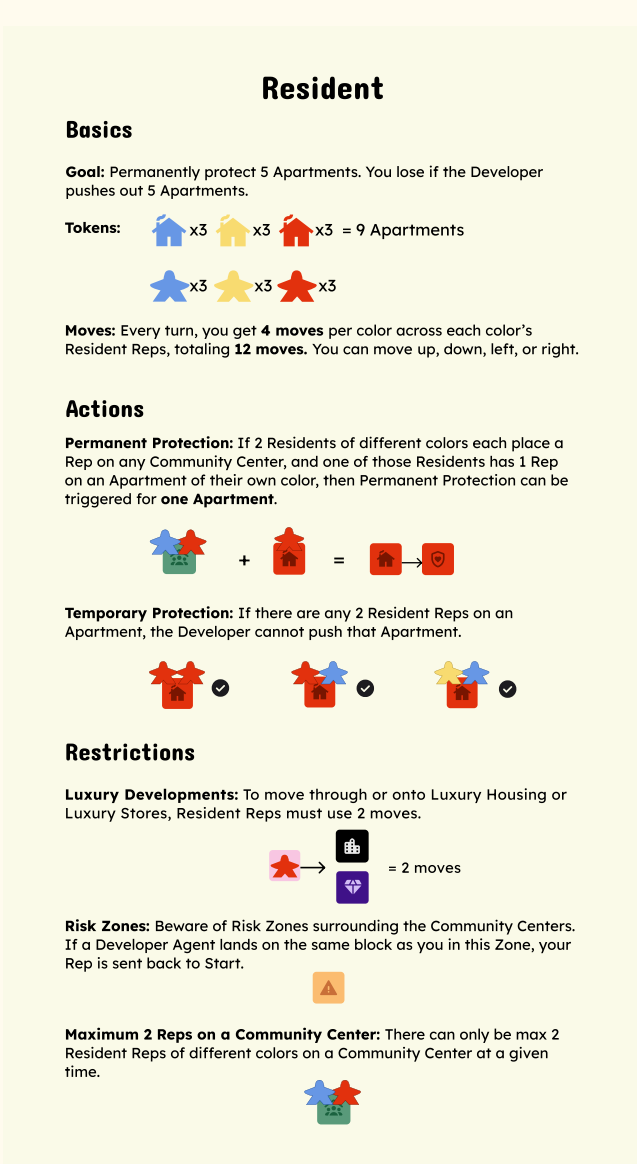 Resident
Basics
Goal: Permanently protect 5 Apartments. You lose if the Developer
pushes out 5 Apartments.
Tokens: x3 x3 x3 = 9 Apartments
x3 x3 x3
Moves: Every turn, you get 4 moves per color across each color’s
Resident Reps, totaling 12 moves. You can move up, down, left, or right.
Actions
Permanent Protection: If 2 Residents of different colors each place a
Rep on any Community Center, and one of those Residents has 1 Rep
on an Apartment of their own color, then Permanent Protection can be
triggered for one Apartment.
+ =
Temporary Protection: If there are any 2 Resident Reps on an
Apartment, the Developer cannot push that Apartment.
Restrictions
Luxury Developments: To move through or onto Luxury Housing or
Luxury Stores, Resident Reps must use 2 moves.
= 2 moves
Risk Zones: Beware of Risk Zones surrounding the Community Centers.
If a Developer Agent lands on the same block as you in this Zone, your
Rep is sent back to Start.
Maximum 2 Reps on a Community Center: There can only be max 2
Resident Reps of different colors on a Community Center at a given
time.